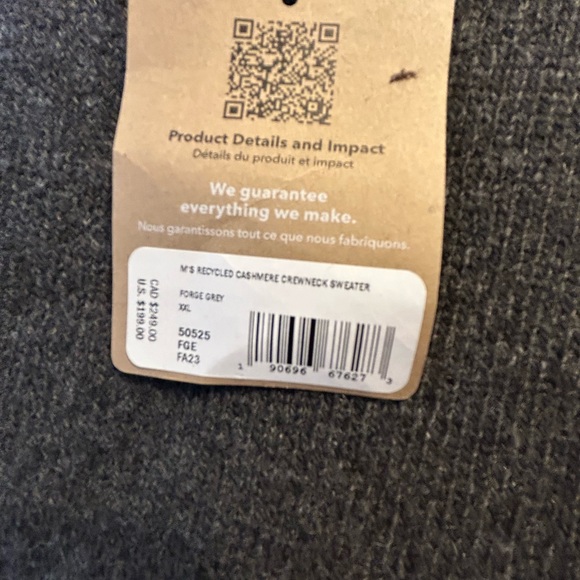 Product Details and Impact
Détails du produit et impact
We guarantee
everything we make.
Nous garantissons tout ce que nous fabriquons.
M'S RECYCLED CASHMERE CREWNECK SWEATER
FORGE GREY
XXL
50525
FGE
FA23
CAD $249.00
U.S. $199.00
1 90696 67627 3